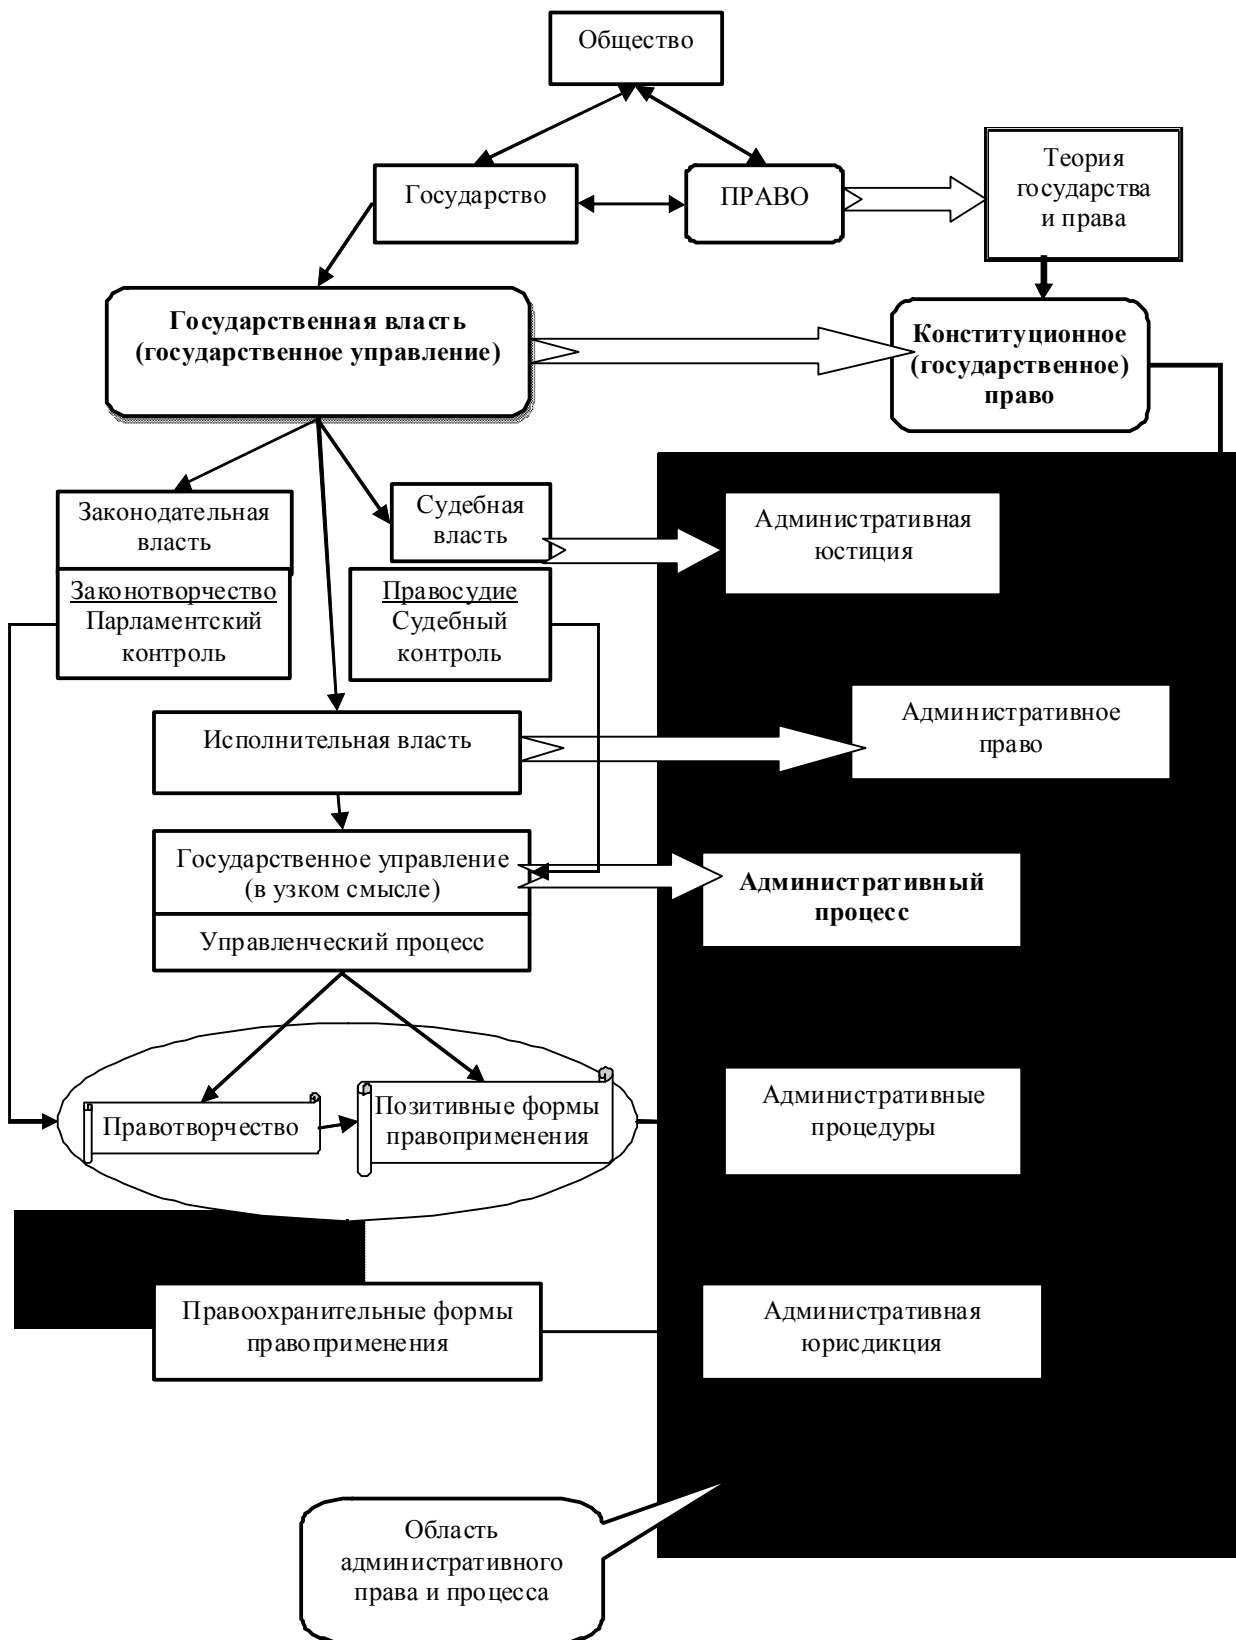 Общество
Государство
ПРАВО
Теория
государства
и права
Государственная власть
(государственное управление)
Конституционное
(государственное)
право
Законодательная
власть
Судебная
власть
Административная
юстиция
Законотворчество
Парламентский
контроль
Правосудие
Судебный
контроль
Исполнительная власть
Административное
право
Государственное управление
(в узком смысле)
Управленческий процесс
Административный
процесс
Правотворчество
Позитивные формы
правоприменения
Административные
процедуры
Правоохранительные формы
правоприменения
Административная
юрисдикция
Область
административного
права и процесса